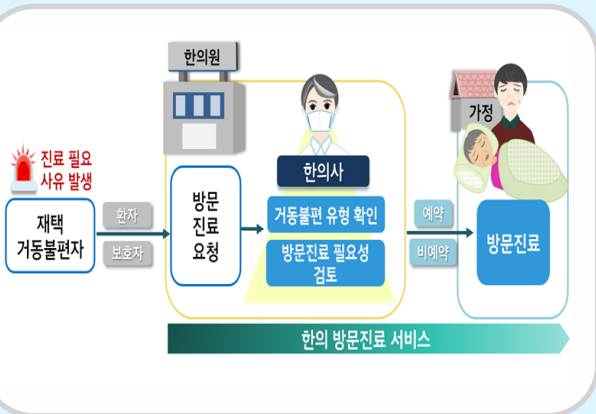 한의원
진료 필요
사유 발생
재택
거동불편자
환자
보호자
방문
진료
요청
한의사
거동불편 유형 확인
방문진료 필요성
검토
예약
비예약
가정
방문진료
한의 방문진료 서비스